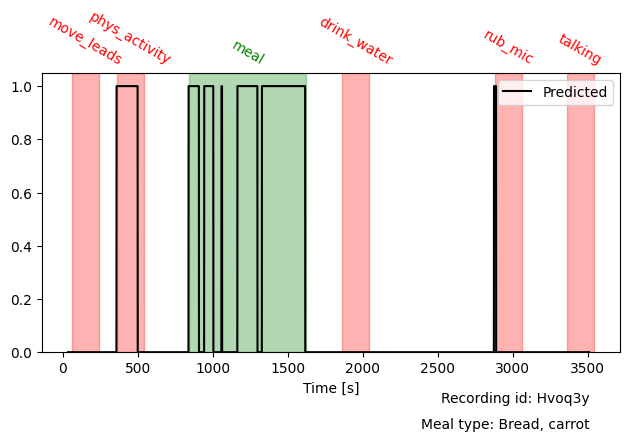 move_leads
phys_activity
meal
drink_water
rub_mic
talking
Predicted
1.0
0.8
0.6
0.4
0.2
0.0
0 500 1000 1500 2000 2500 3000 3500
Time [s]
Recording id: Hvoq3y
Meal type: Bread, carrot